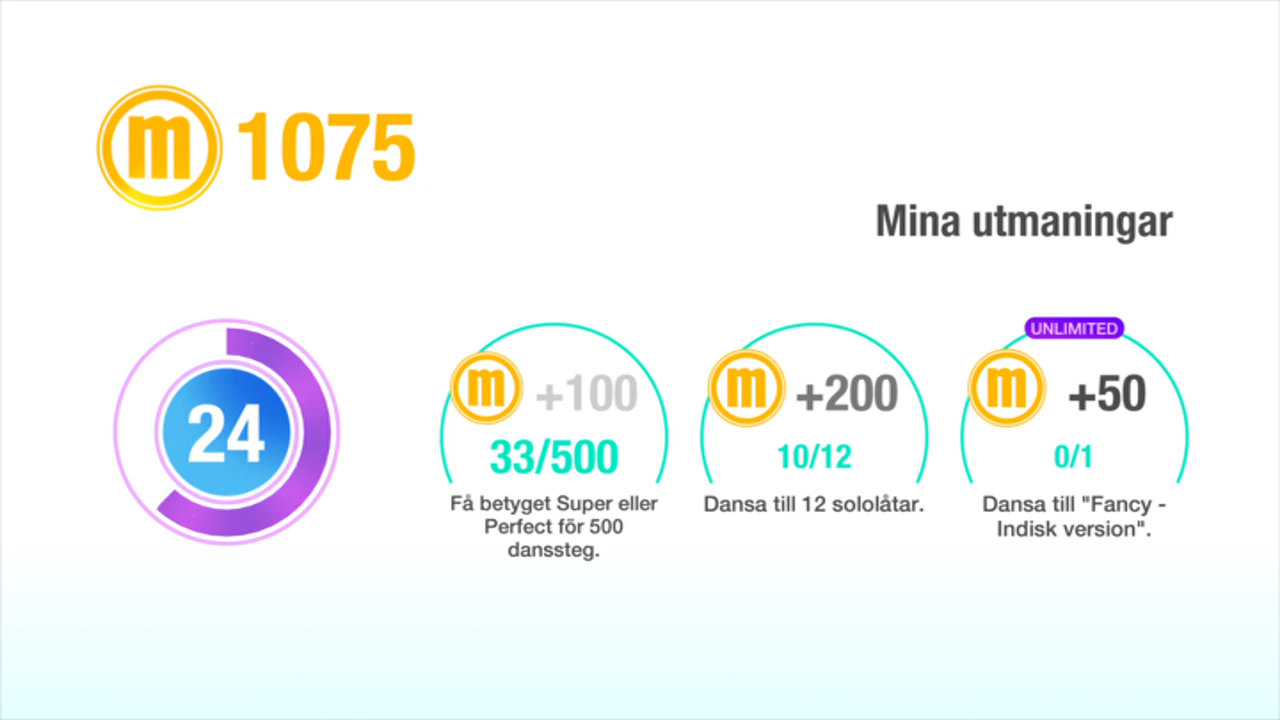 m 1075
Mina utmaningar
24
m +100
33/500
Få betyget Super eller
Perfect för 500
danssteg.
m +200
10/12
Dansa till 12 sololåtar.
UNLIMITED
m +50
0/1
Dansa till "Fancy -
Indisk version".